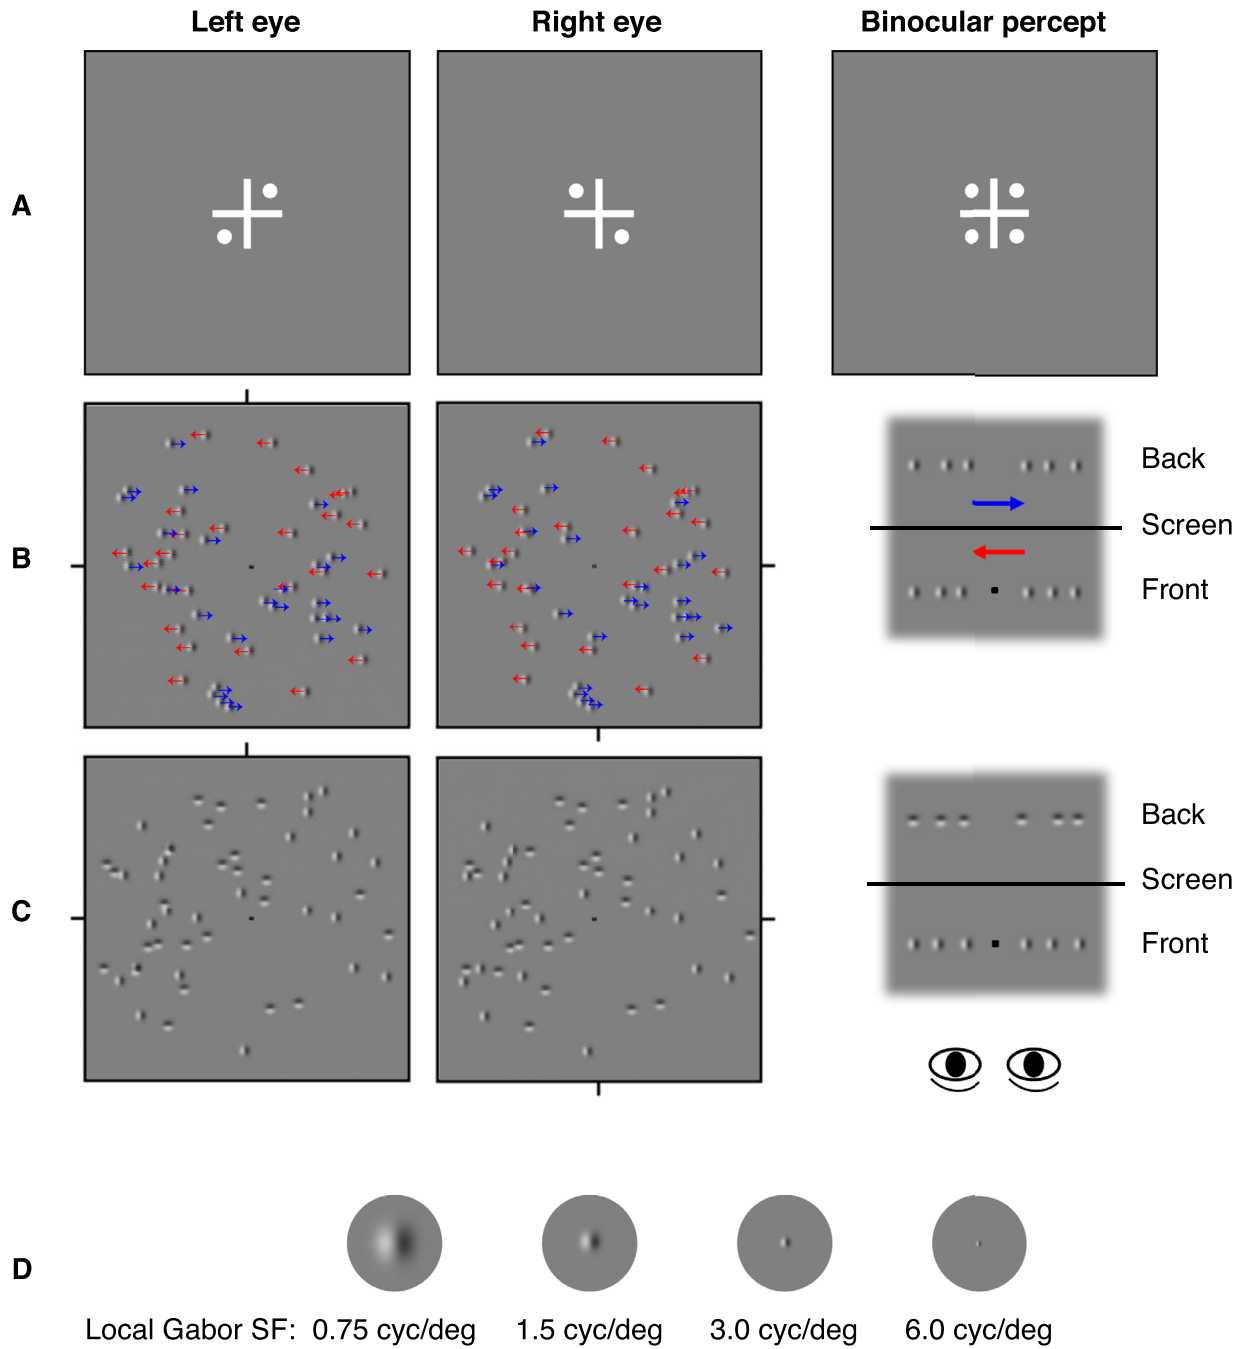 Left eye
Right eye
Binocular percept
A
B
Back
Screen
Front
C
Back
Screen
Front
D
Local Gabor SF: 0.75 cyc/deg 1.5 cyc/deg 3.0 cyc/deg 6.0 cyc/deg